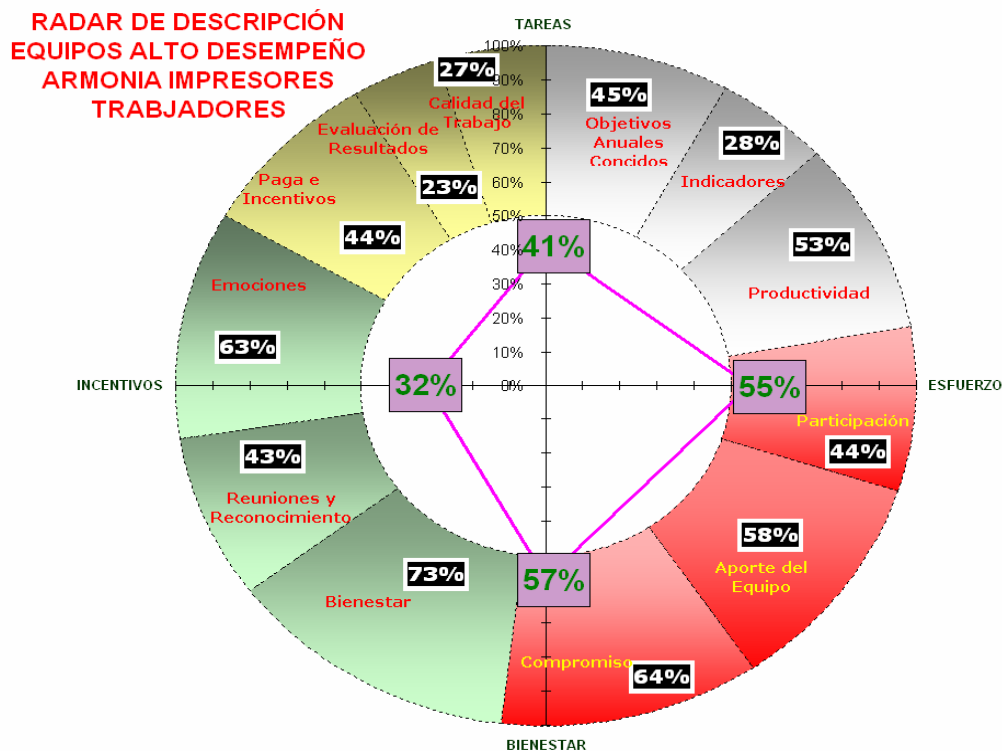 RADAR DE DESCRIPCIÓN
EQUIPOS ALTO DESEMPEÑO
ARMONIA IMPRESORES
TRABJADORES
TAREAS
100%
90%
80%
70%
60%
50%
40%
30%
20%
10%
0%
27%
Calidad del
Trabajo
45%
Objetivos
Anuales
Concidos
Evaluación de
Resultados
23%
28%
Indicadores
Paga e
Incentivos
44%
53%
Productividad
41%
Emociones
63%
INCENTIVOS
32%
55%
ESFUERZO
Participación
44%
43%
Reuniones y
Reconocimiento
58%
Aporte del
Equipo
73%
Bienestar
57%
Compromiso
64%
BIENESTAR